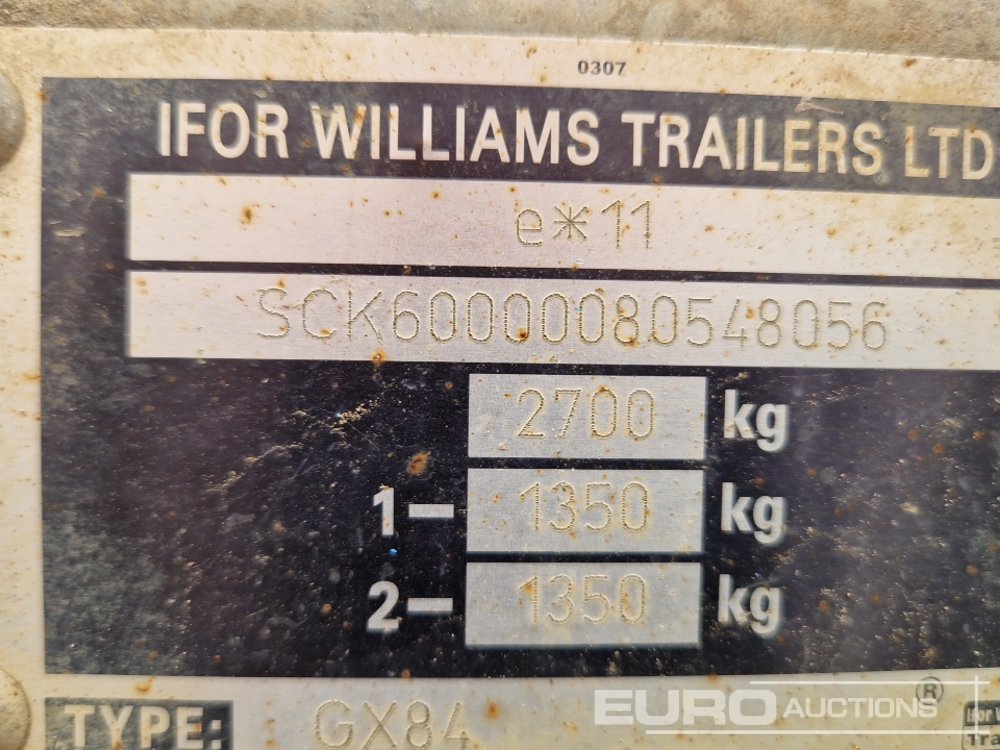 0307
IFOR WILLIAMS TRAILERS LTD
e*11
SCK60000080548056
2700 kg
1- 1350 kg
2- 1350 kg
TYPE: GX84
EURO AUCTIONS®